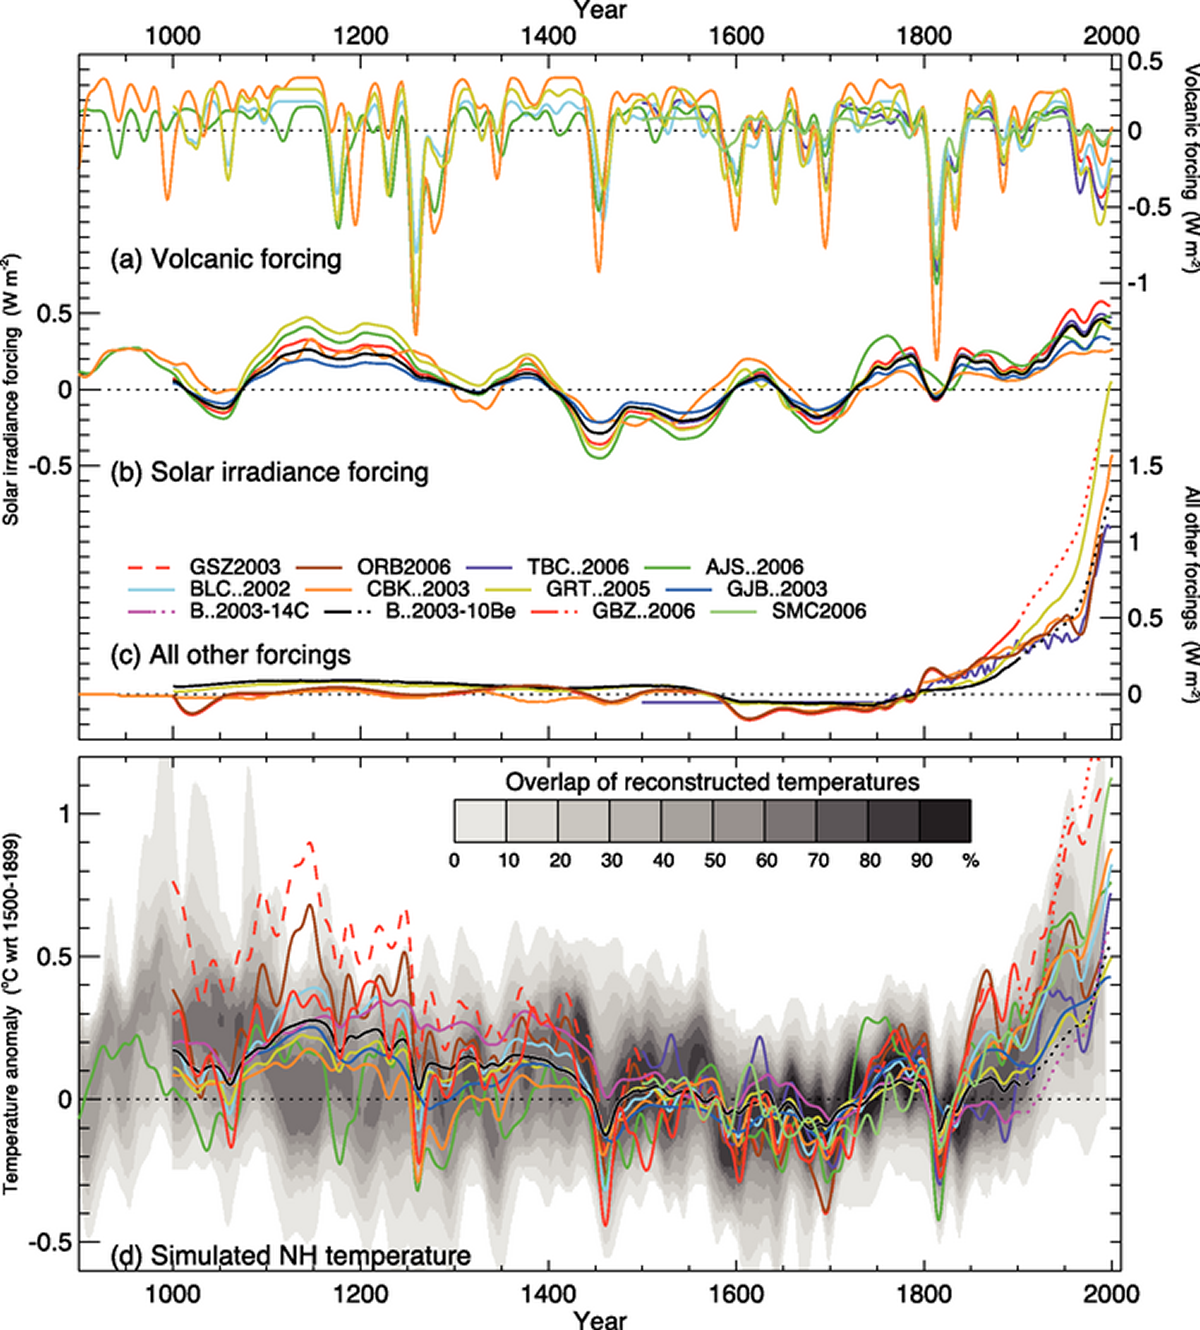 Year
1000 1200 1400 1600 1800 2000
0.5
0
-0.5
-1
Volcanic forcing (W m-2)
(a) Volcanic forcing
Solar irradiance forcing (W m-2)
0.5
0
-0.5
(b) Solar irradiance forcing
1.5
1
0.5
0
All other forcings (W m-2)
GSZ2003 ORB2006 TBC..2006 AJS..2006
BLC..2002 CBK..2003 GRT..2005 GJB..2003
B..2003-14C B..2003-10Be GBZ..2006 SMC2006
(c) All other forcings
Overlap of reconstructed temperatures
0 10 20 30 40 50 60 70 80 90 %
Temperature anomaly (°C wrt 1500-1899)
1
0.5
0
-0.5
(d) Simulated NH temperature
1000 1200 1400 1600 1800 2000
Year